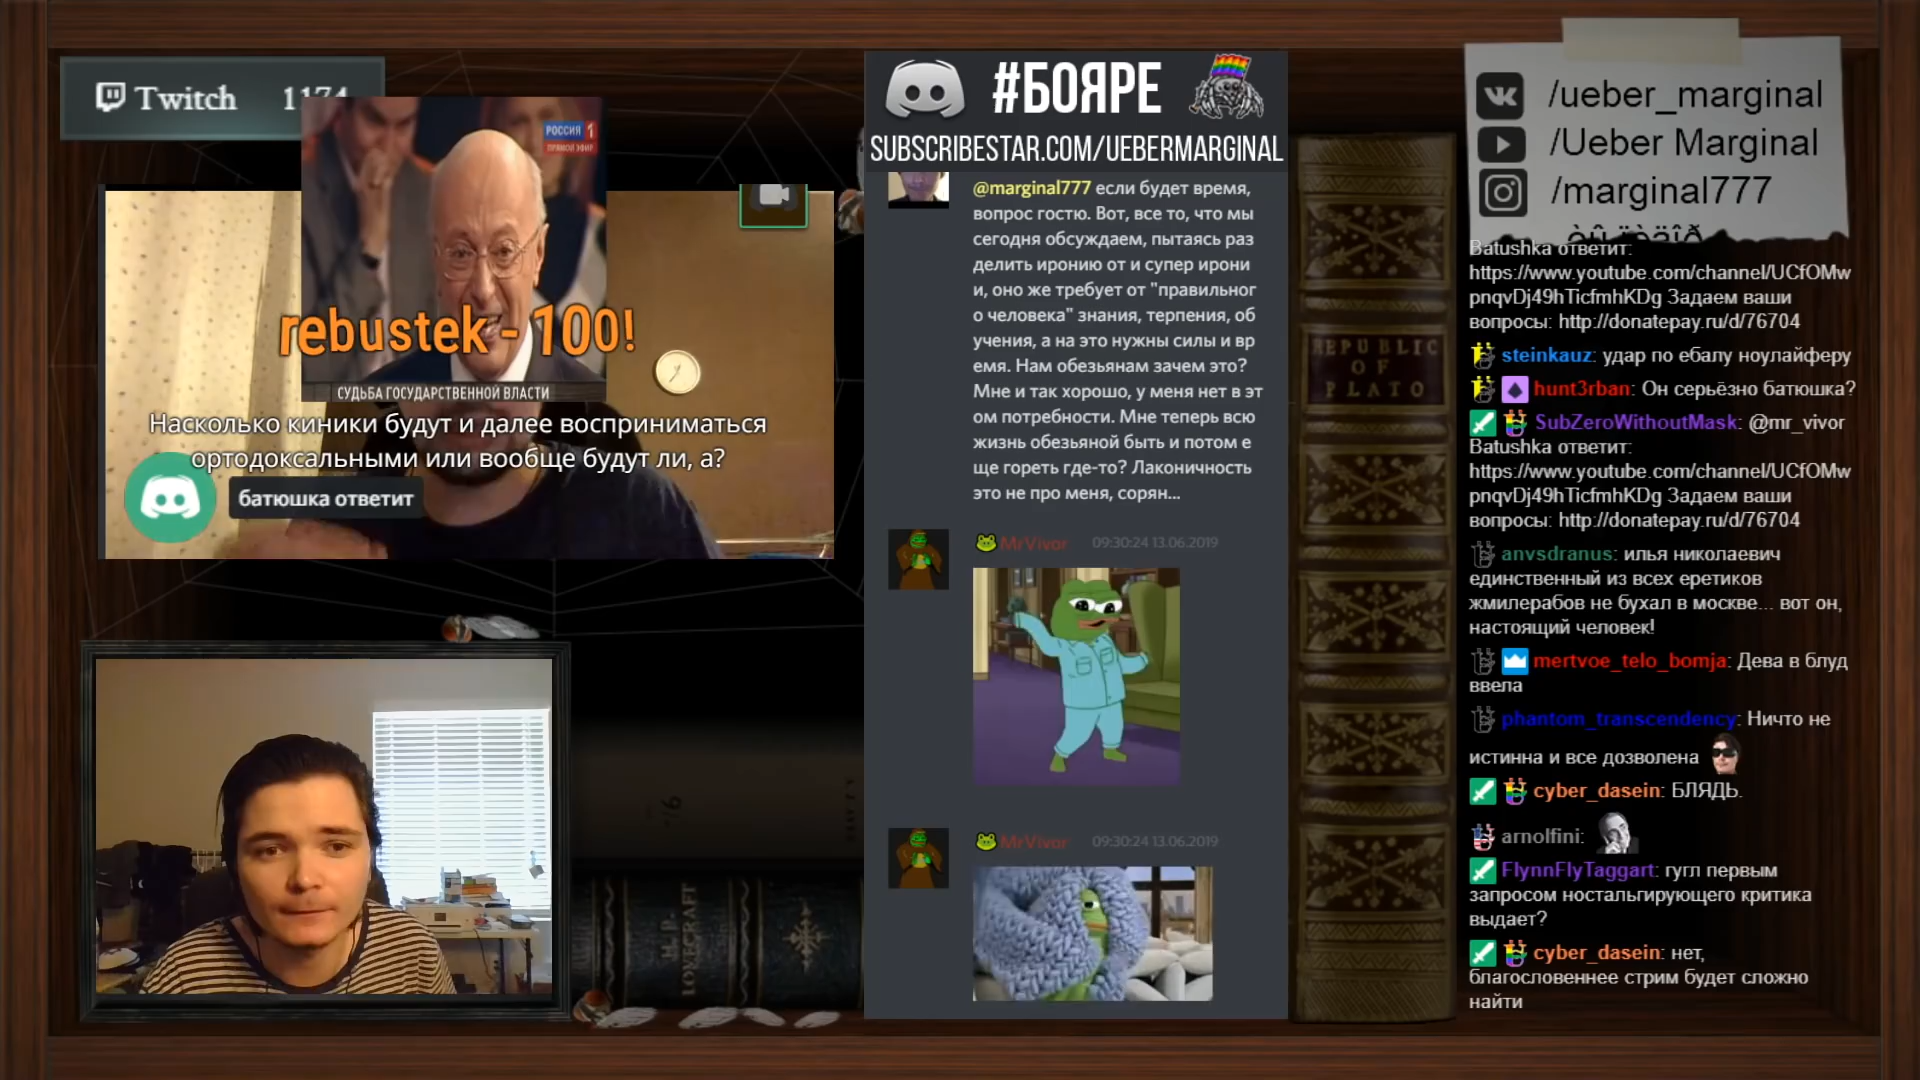 Twitch
РОССИЯ 1
ПРЯМОЙ ЭФИР
rebustek - 100!
СУДЬБА ГОСУДАРСТВЕННОЙ ВЛАСТИ
Насколько киники будут и далее восприниматься
ортодоксальными или вообще будут ли, а?
батюшка ответит
H. P.
LOVECRAFT
#БОЯРЕ
SUBSCRIBESTAR.COM/UEBERMARGINAL
@marginal777 если будет время,
вопрос гостю. Вот, все то, что мы
сегодня обсуждаем, пытаясь раз
делить иронию от и супер ирони
и, оно же требует от "правильног
о человека" знания, терпения, об
учения, а на это нужны силы и вр
емя. Нам обезьянам зачем это?
Мне и так хорошо, у меня нет в эт
ом потребности. Мне теперь всю
жизнь обезьяной быть и потом е
ще гореть где-то? Лаконичность
это не про меня, сорян...
MrVivor 09:30:24 13.06.2019
MrVivor 09:30:24 13.06.2019
REPUBLIC
OF
PLATO
/ueber_marginal
/Ueber Marginal
/marginal777
Batushka ответит:
https://www.youtube.com/channel/UCfOMw
pnqvDj49hTicfmhKDg Задаем ваши
вопросы: http://donatepay.ru/d/76704
steinkauz: удар по ебалу ноулайферу
hunt3rban: Он серьёзно батюшка?
SubZeroWithoutMask: @mr_vivor
Batushka ответит:
https://www.youtube.com/channel/UCfOMw
pnqvDj49hTicfmhKDg Задаем ваши
вопросы: http://donatepay.ru/d/76704
anvsdranus: илья николаевич
единственный из всех еретиков
жмилерабов не бухал в москве... вот он,
настоящий человек!
mertvoe_telo_bomja: Дева в блуд
ввела
phantom_transcendency: Ничто не
истинна и все дозволена
cyber_dasein: БЛЯДЬ.
arnolfini:
FlynnFlyTaggart: гугл первым
запросом ностальгирующего критика
выдает?
cyber_dasein: нет,
благословеннее стрим будет сложно
найти